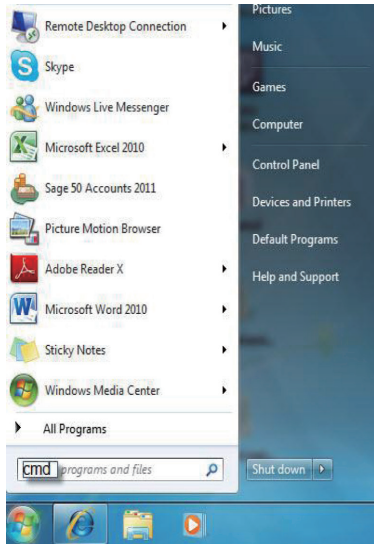 Remote Desktop Connection
Skype
Windows Live Messenger
Microsoft Excel 2010
Sage 50 Accounts 2011
Picture Motion Browser
Adobe Reader X
Microsoft Word 2010
Sticky Notes
Windows Media Center
All Programs
cmd programs and files
Pictures
Music
Games
Computer
Control Panel
Devices and Printers
Default Programs
Help and Support
Shut down